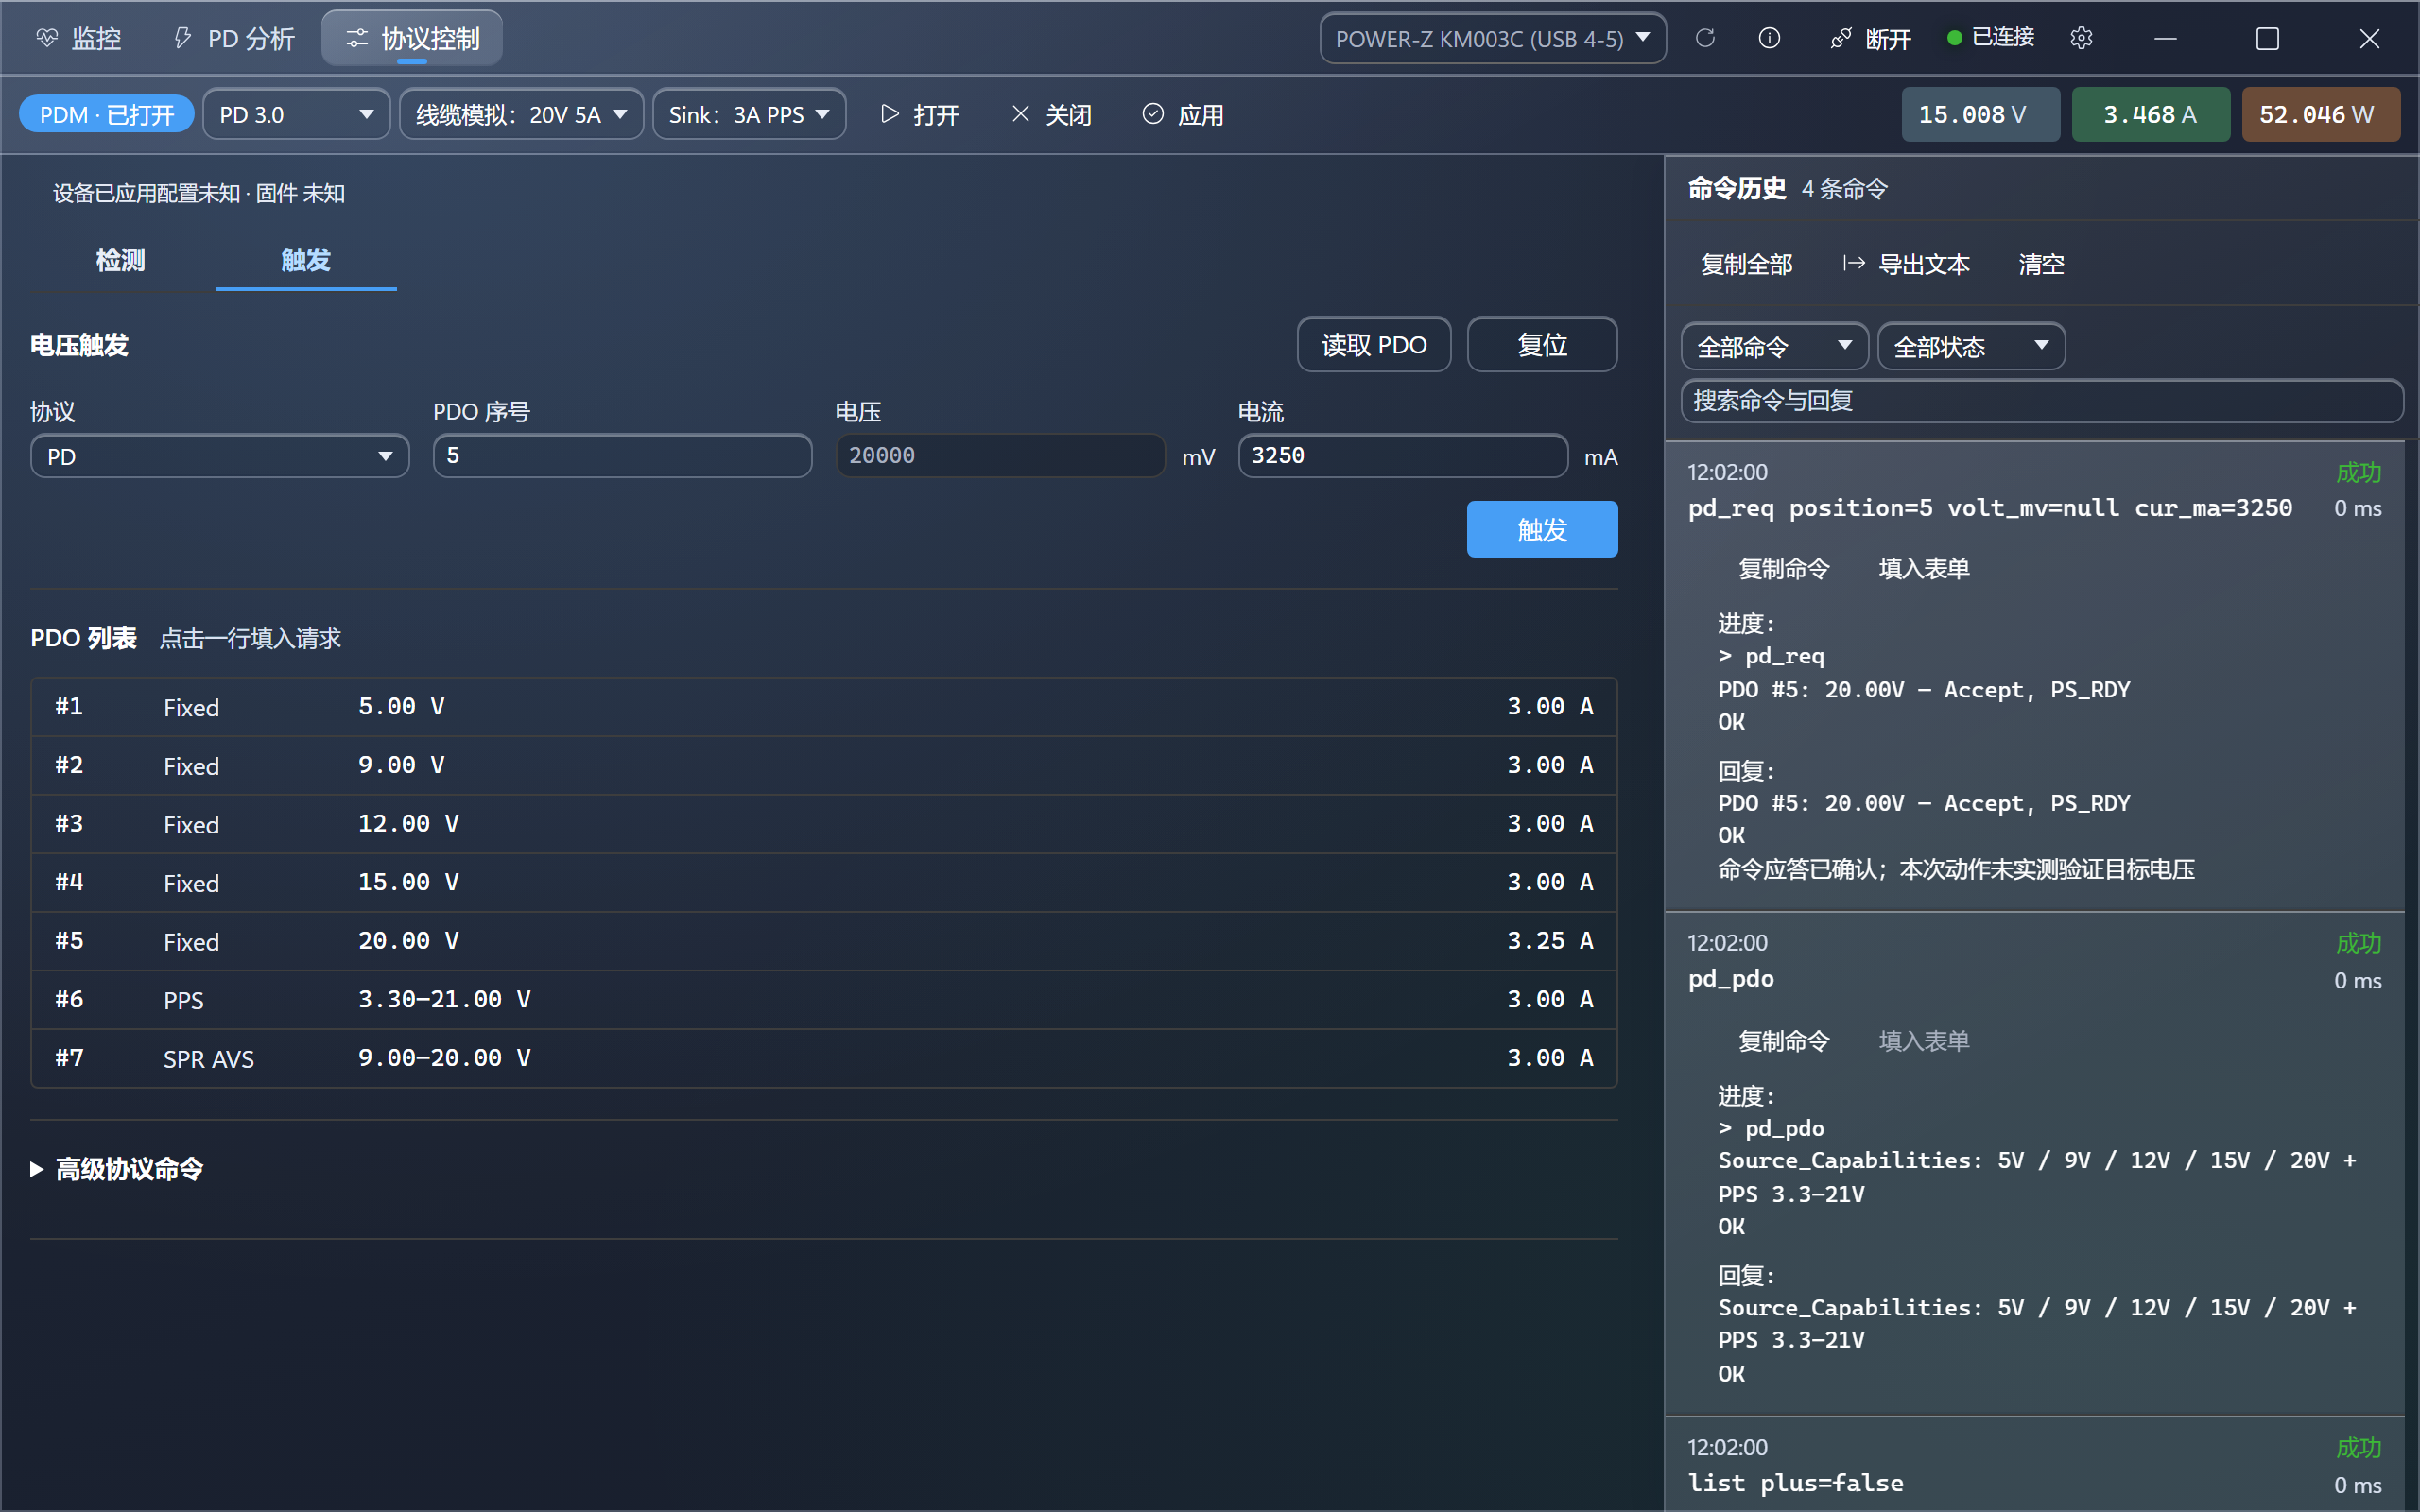 监控
PD 分析
协议控制
POWER-Z KM003C (USB 4-5)
断开
已连接
PDM · 已打开
PD 3.0
线缆模拟：20V 5A
Sink：3A PPS
打开
关闭
应用
15.008 V
3.468 A
52.046 W
设备已应用配置未知 · 固件 未知
检测
触发
电压触发
读取 PDO
复位
协议
PDO 序号
电压
电流
PD
5
20000
mV
3250
mA
触发
PDO 列表 点击一行填入请求
#1 Fixed 5.00 V 3.00 A
#2 Fixed 9.00 V 3.00 A
#3 Fixed 12.00 V 3.00 A
#4 Fixed 15.00 V 3.00 A
#5 Fixed 20.00 V 3.25 A
#6 PPS 3.30–21.00 V 3.00 A
#7 SPR AVS 9.00–20.00 V 3.00 A
高级协议命令
命令历史 4 条命令
复制全部
导出文本
清空
全部命令
全部状态
搜索命令与回复
12:02:00 成功
pd_req position=5 volt_mv=null cur_ma=3250 0 ms
复制命令 填入表单
进度：
> pd_req
PDO #5: 20.00V — Accept, PS_RDY
OK
回复：
PDO #5: 20.00V — Accept, PS_RDY
OK
命令应答已确认；本次动作未实测验证目标电压
12:02:00 成功
pd_pdo 0 ms
复制命令 填入表单
进度：
> pd_pdo
Source_Capabilities: 5V / 9V / 12V / 15V / 20V +
PPS 3.3–21V
OK
回复：
Source_Capabilities: 5V / 9V / 12V / 15V / 20V +
PPS 3.3–21V
OK
12:02:00 成功
list plus=false 0 ms